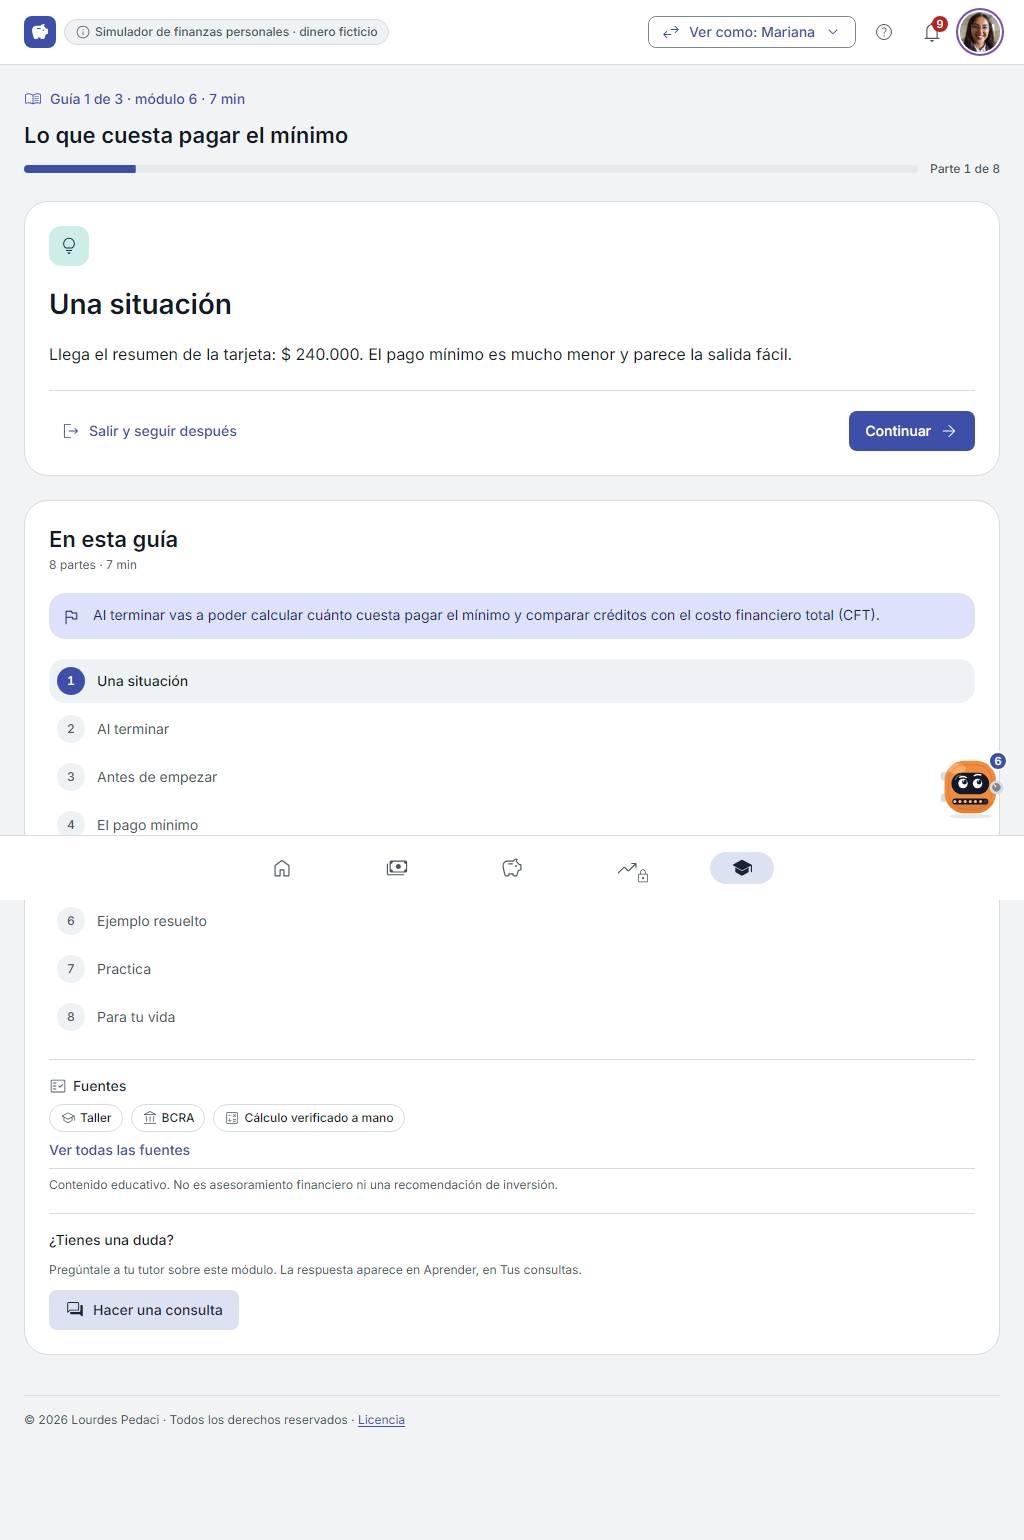 Simulador de finanzas personales · dinero ficticio
Ver como: Mariana
9
Guía 1 de 3 · módulo 6 · 7 min
Lo que cuesta pagar el mínimo
Parte 1 de 8
Una situación
Llega el resumen de la tarjeta: $ 240.000. El pago mínimo es mucho menor y parece la salida fácil.
Salir y seguir después
Continuar
En esta guía
8 partes · 7 min
Al terminar vas a poder calcular cuánto cuesta pagar el mínimo y comparar créditos con el costo financiero total (CFT).
1 Una situación
2 Al terminar
3 Antes de empezar
6
4 El pago mínimo
6 Ejemplo resuelto
7 Practica
8 Para tu vida
Fuentes
Taller
BCRA
Cálculo verificado a mano
Ver todas las fuentes
Contenido educativo. No es asesoramiento financiero ni una recomendación de inversión.
¿Tienes una duda?
Pregúntale a tu tutor sobre este módulo. La respuesta aparece en Aprender, en Tus consultas.
Hacer una consulta
© 2026 Lourdes Pedaci · Todos los derechos reservados · Licencia